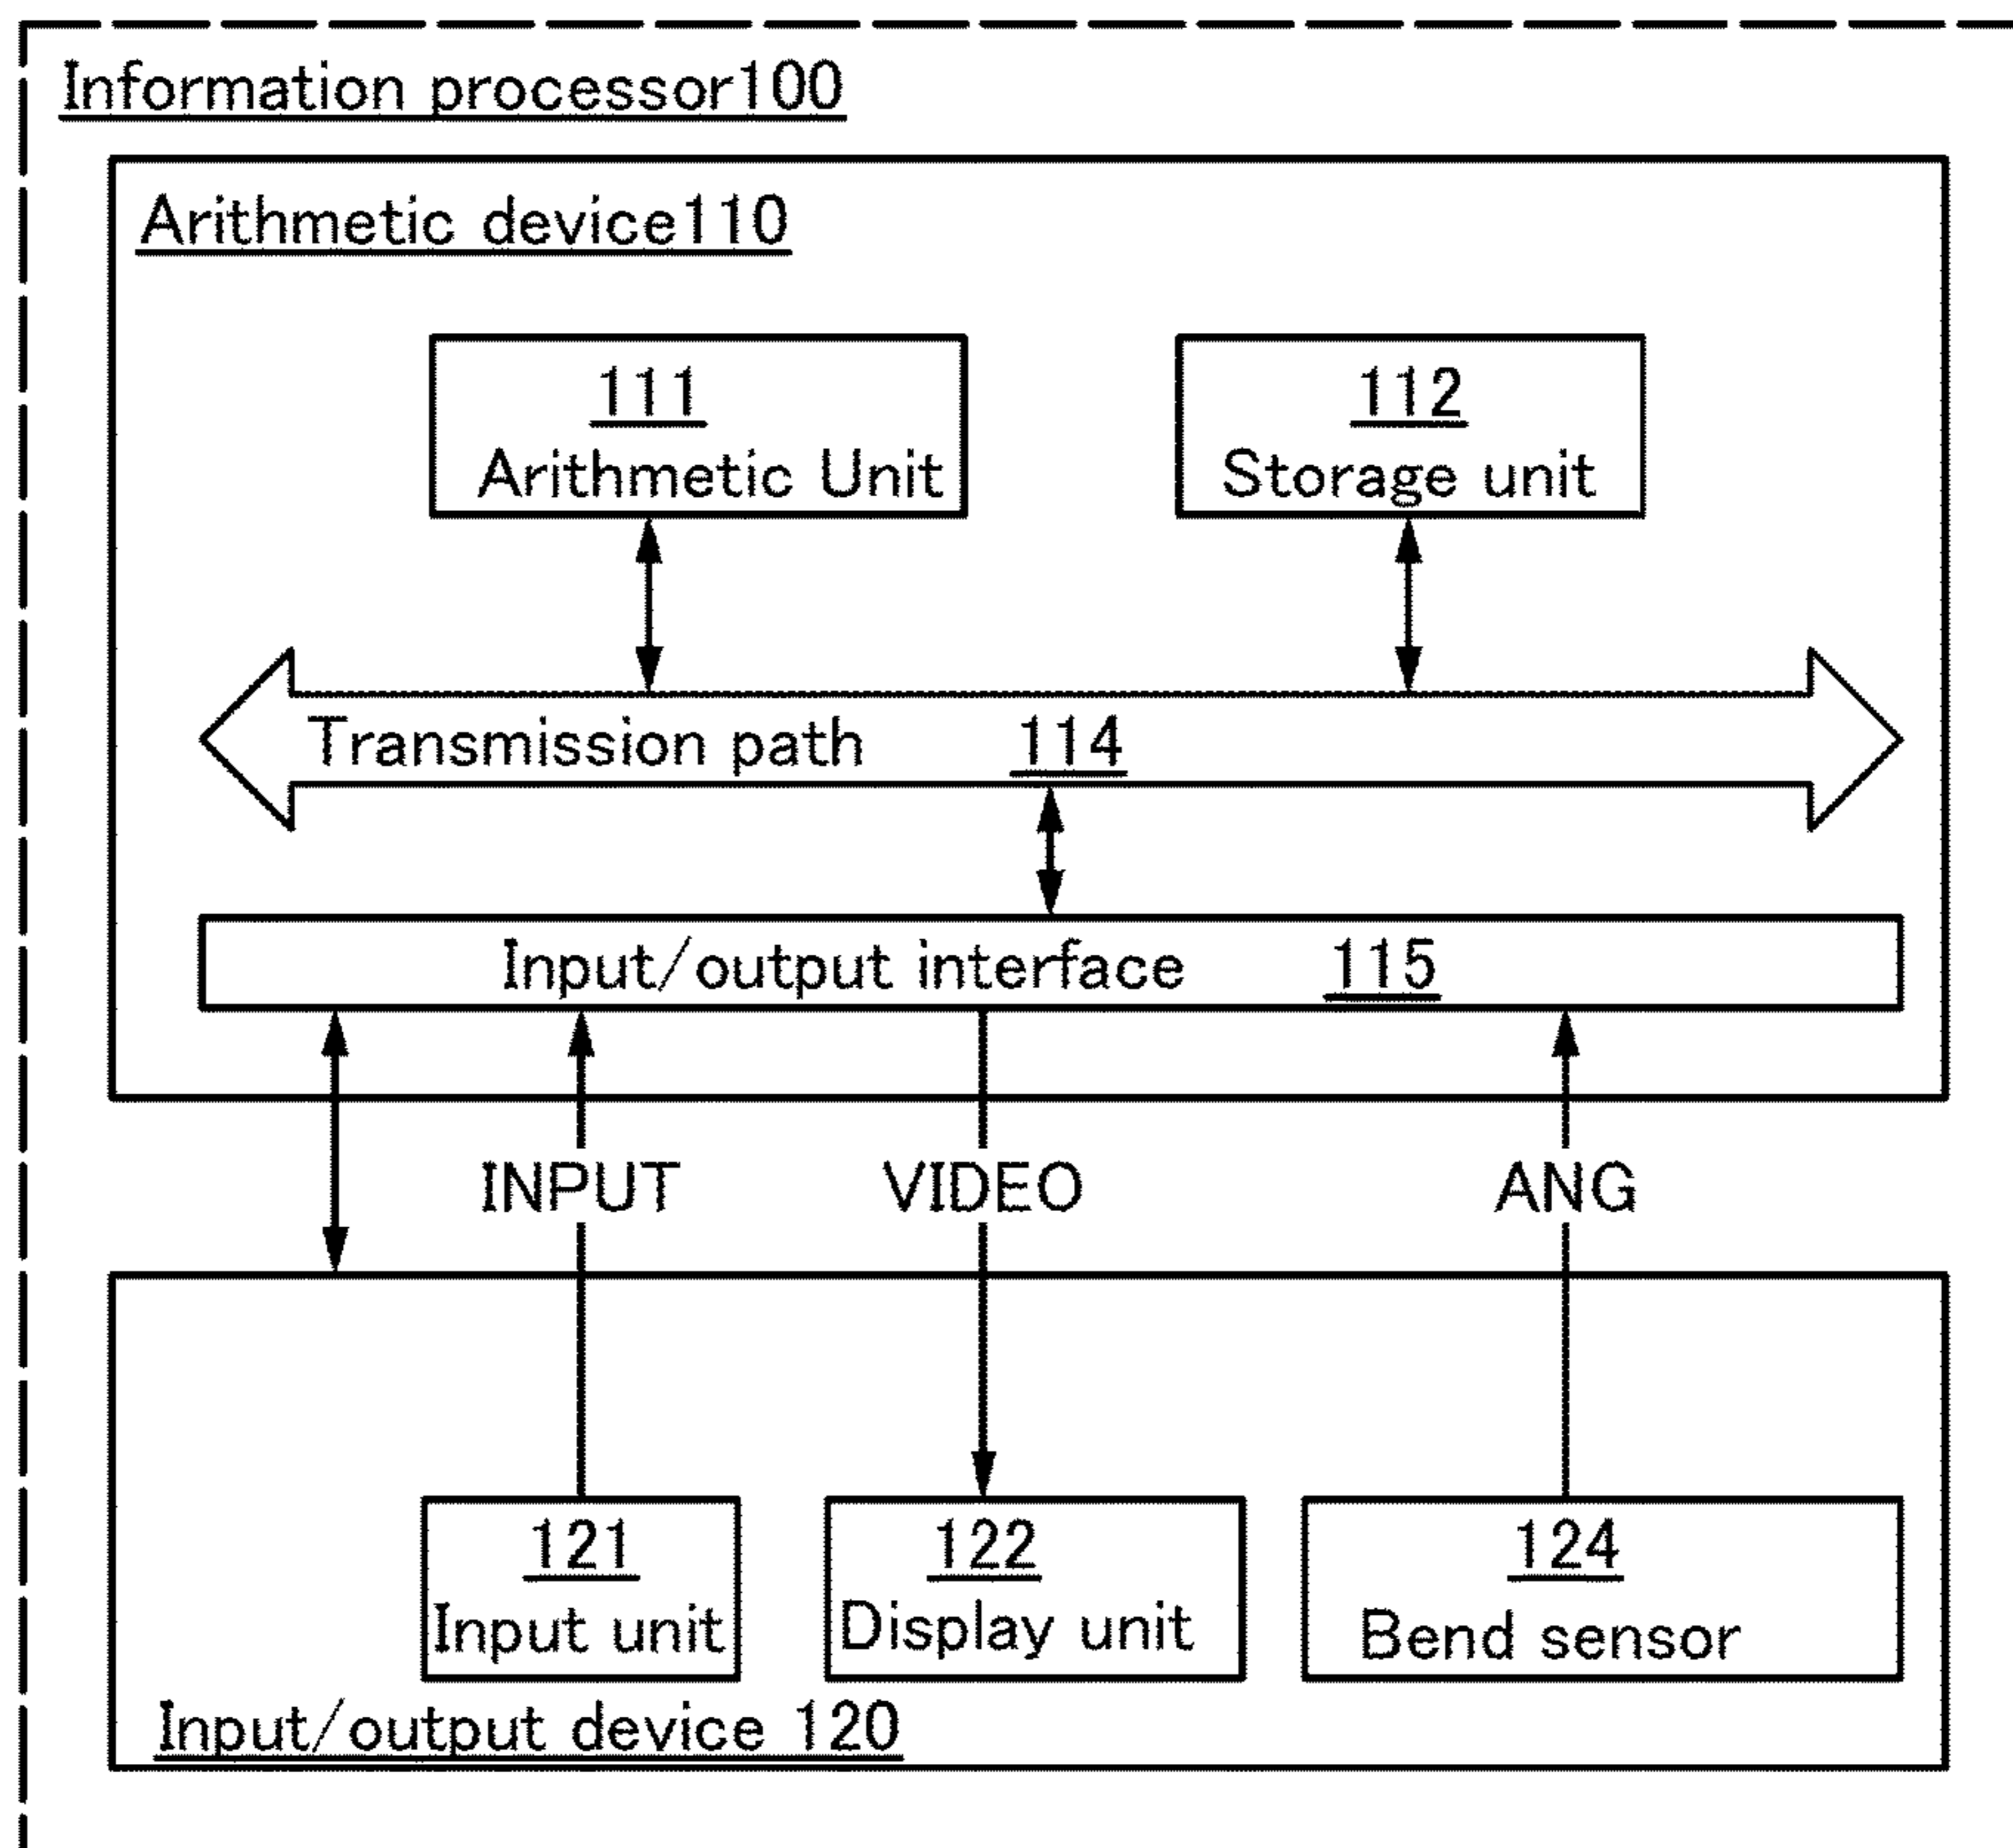 Information processor100
Arithmetic device110
111
Arithmetic Unit
112
Storage unit
Transmission path 114
Input/output interface 115
INPUT
VIDEO
ANG
121
Input unit
122
Display unit
124
Bend sensor
Input/output device 120